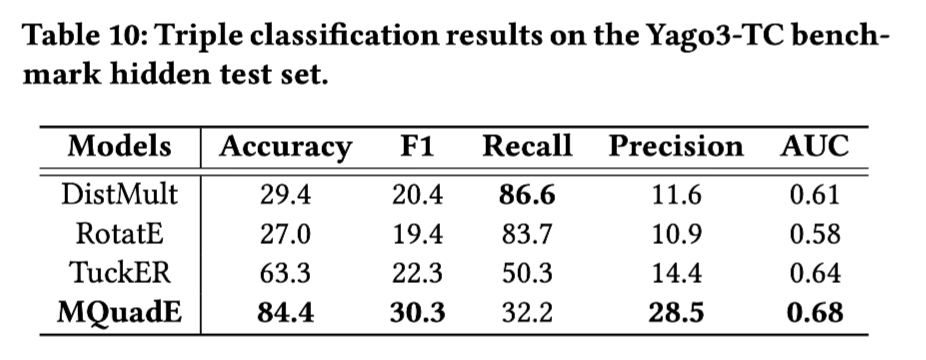 Table 10: Triple classification results on the Yago3-TC bench-
mark hidden test set.
Models Accuracy F1 Recall Precision AUC
DistMult 29.4 20.4 86.6 11.6 0.61
RotatE 27.0 19.4 83.7 10.9 0.58
TuckER 63.3 22.3 50.3 14.4 0.64
MQuadE 84.4 30.3 32.2 28.5 0.68